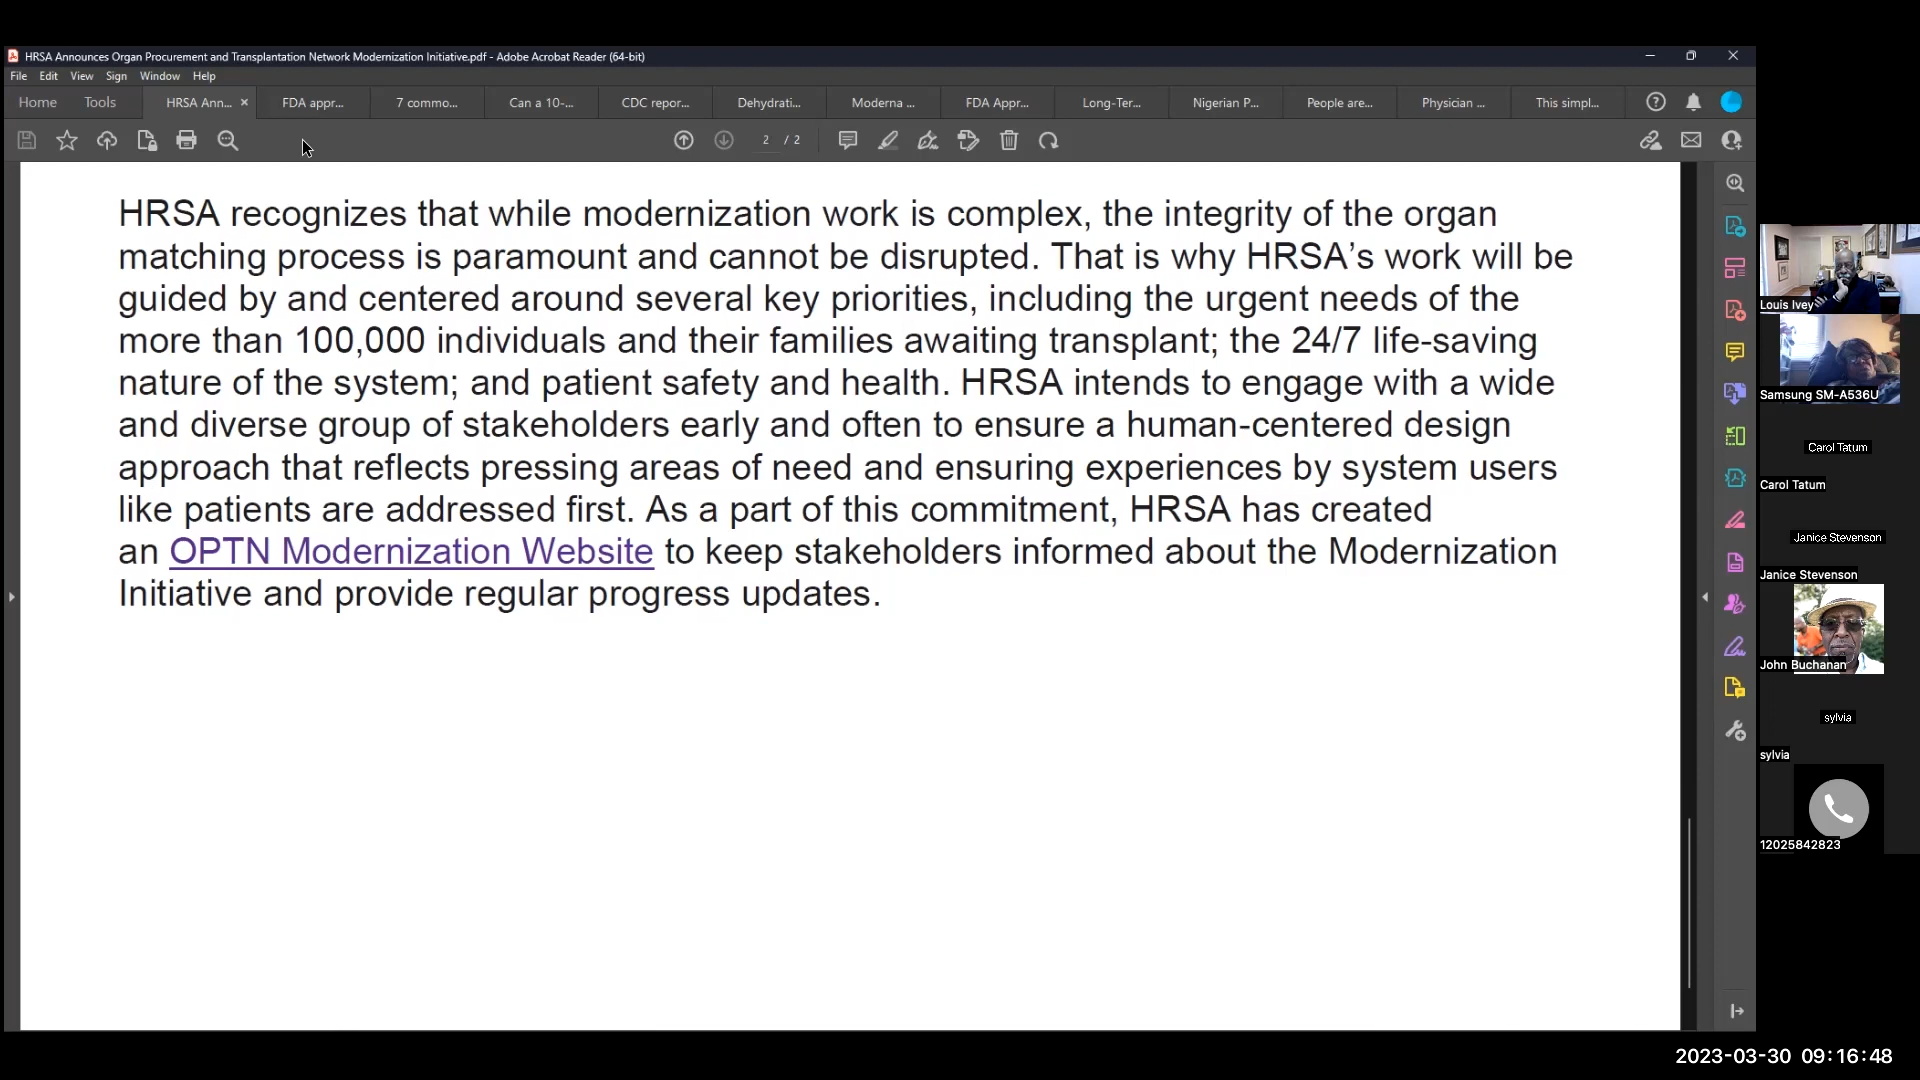 HRSA Announces Organ Procurement and Transplantation Network Modernization Initiative.pdf - Adobe Acrobat Reader (64-bit)
File Edit View Sign Window Help
Home Tools HRSA Ann... × FDA appr... 7 commo... Can a 10-... CDC repor... Dehydrati... Moderna ... FDA Appr... Long-Ter... Nigerian P... People are... Physician ... This simpl...
2 / 2
HRSA recognizes that while modernization work is complex, the integrity of the organ
matching process is paramount and cannot be disrupted. That is why HRSA’s work will be
guided by and centered around several key priorities, including the urgent needs of the
more than 100,000 individuals and their families awaiting transplant; the 24/7 life-saving
nature of the system; and patient safety and health. HRSA intends to engage with a wide
and diverse group of stakeholders early and often to ensure a human-centered design
approach that reflects pressing areas of need and ensuring experiences by system users
like patients are addressed first. As a part of this commitment, HRSA has created
an OPTN Modernization Website to keep stakeholders informed about the Modernization
Initiative and provide regular progress updates.
Louis Ivey
Samsung SM-A536U
Carol Tatum
Carol Tatum
Janice Stevenson
Janice Stevenson
John Buchanan
sylvia
sylvia
12025842823
2023-03-30 09:16:48